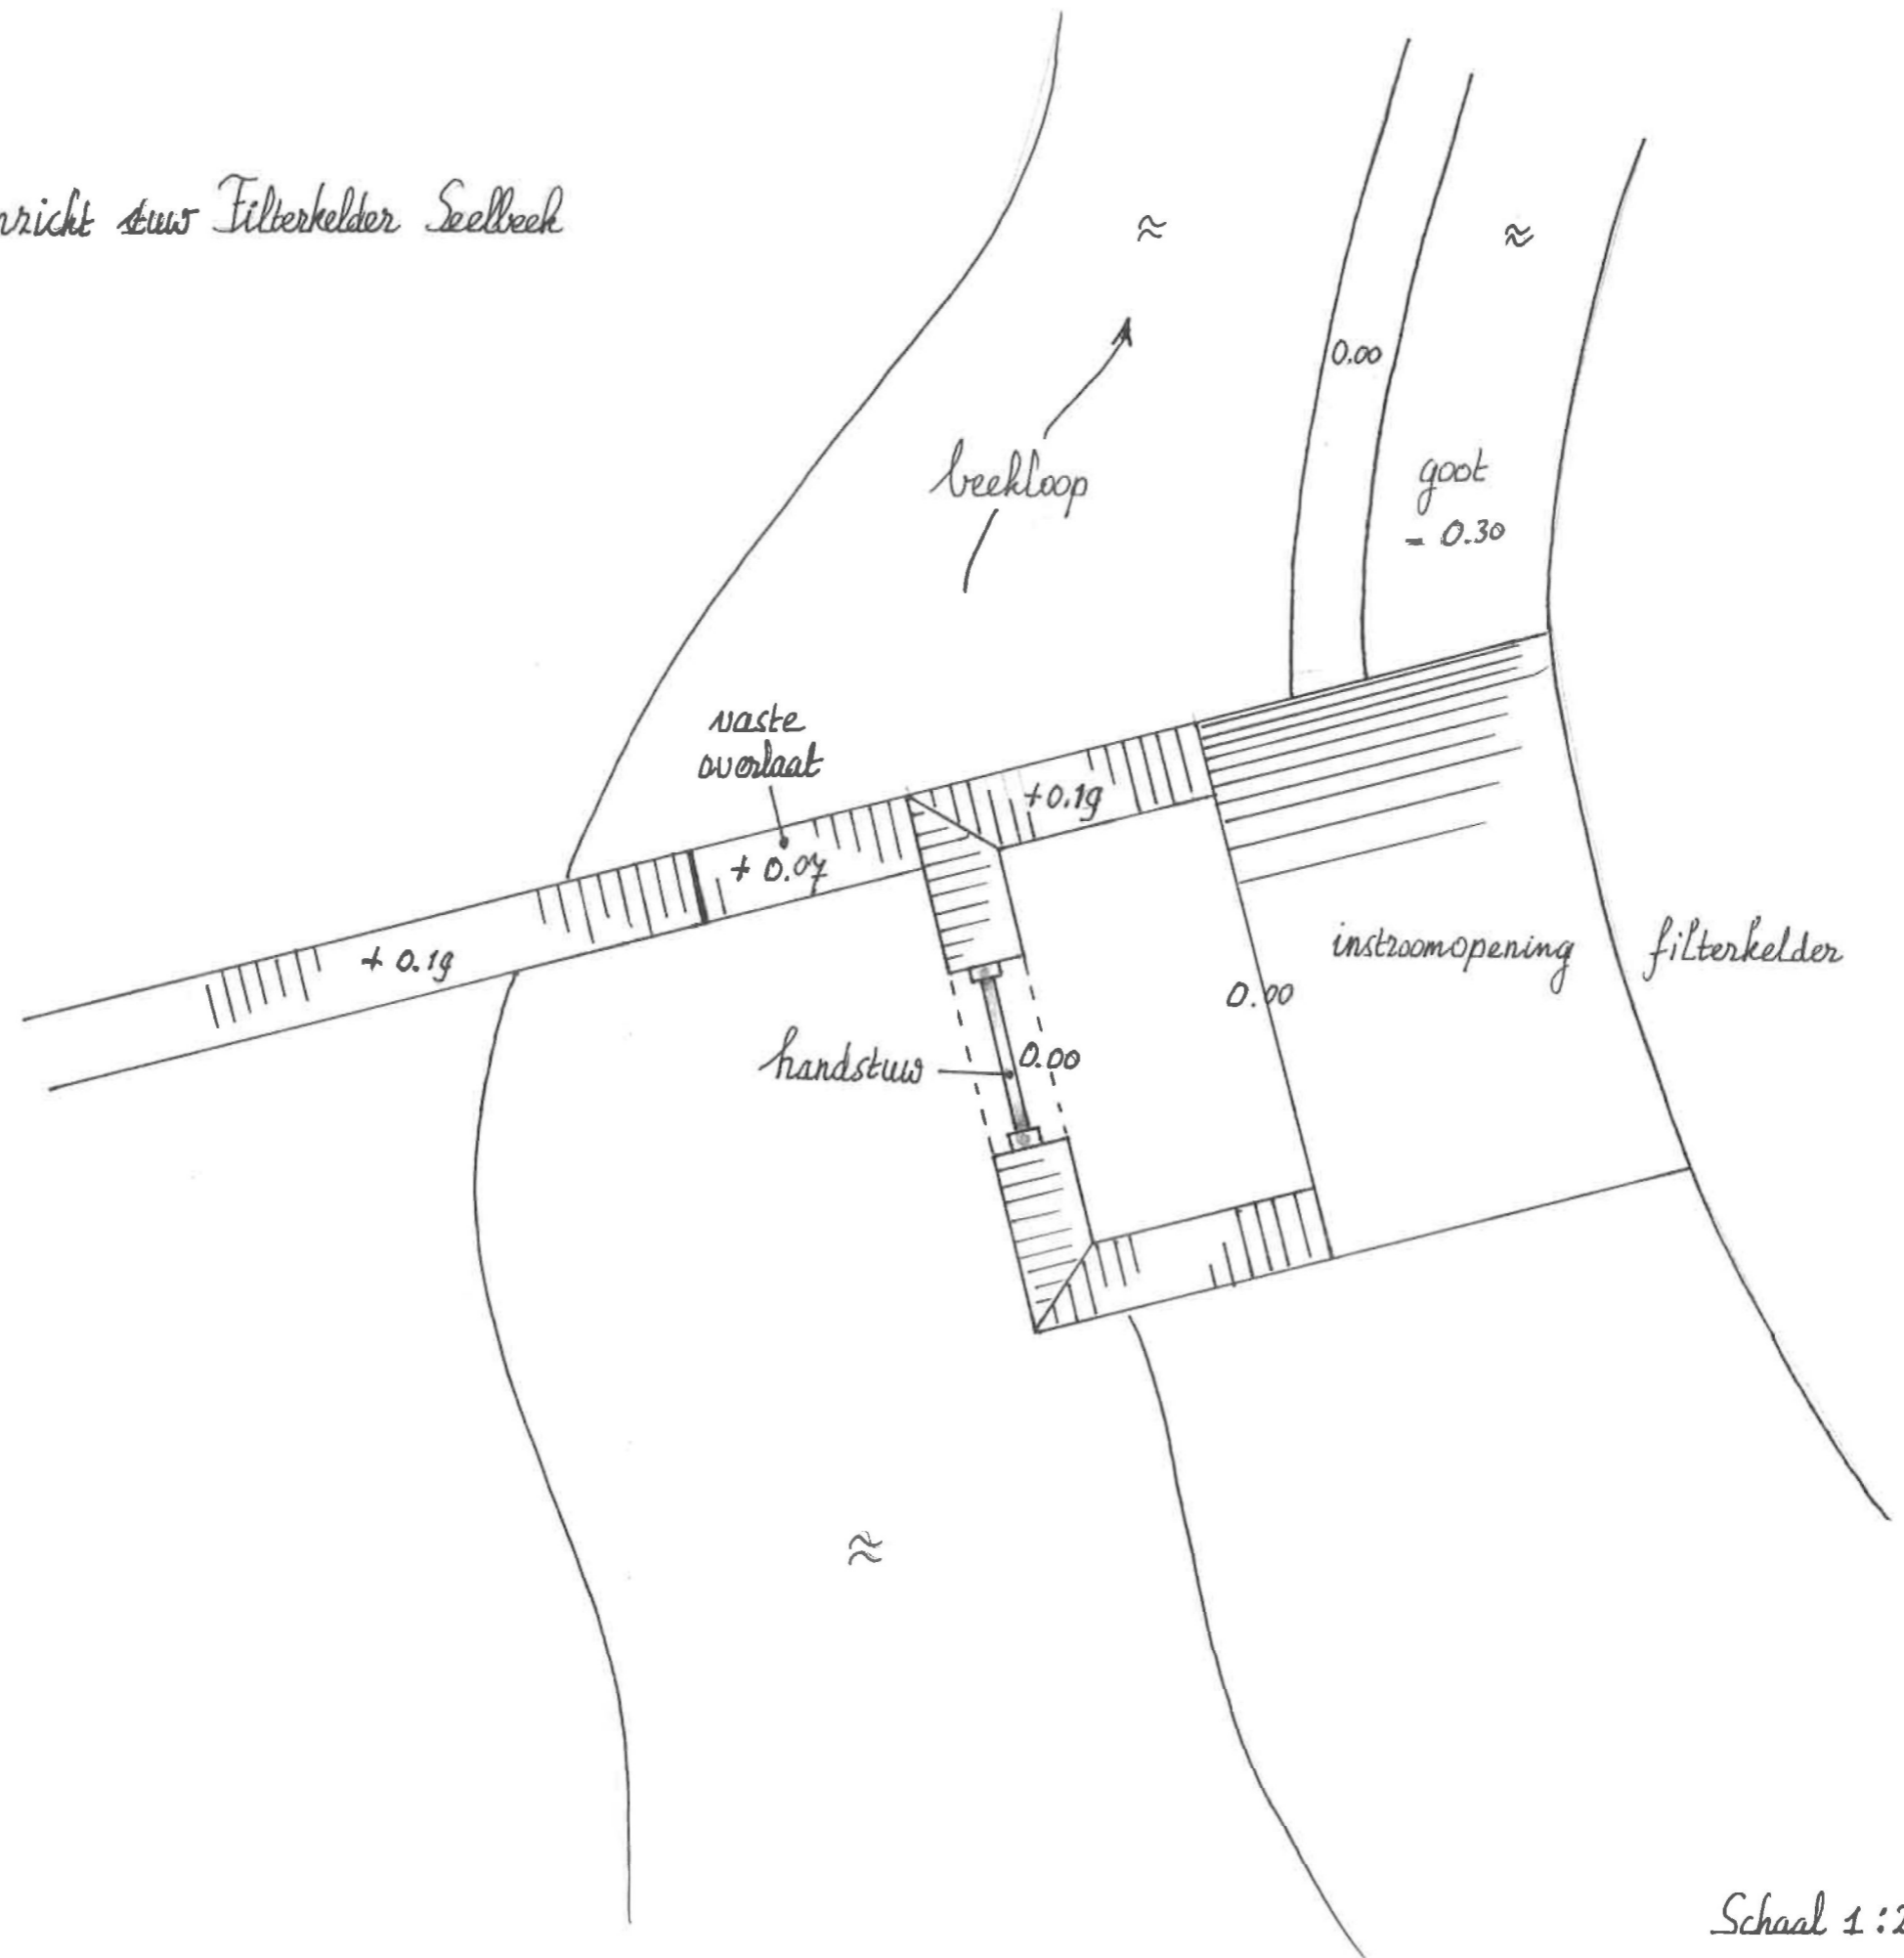 stuw Filterkelder Seelbeek
≈
≈
0.00
beekloop
goot
- 0.30
vaste
overlaat
+0.19
+ 0.07
+ 0.19
instroomopening
filterkelder
0.00
handstuw
0.00
≈
Schaal 1:2